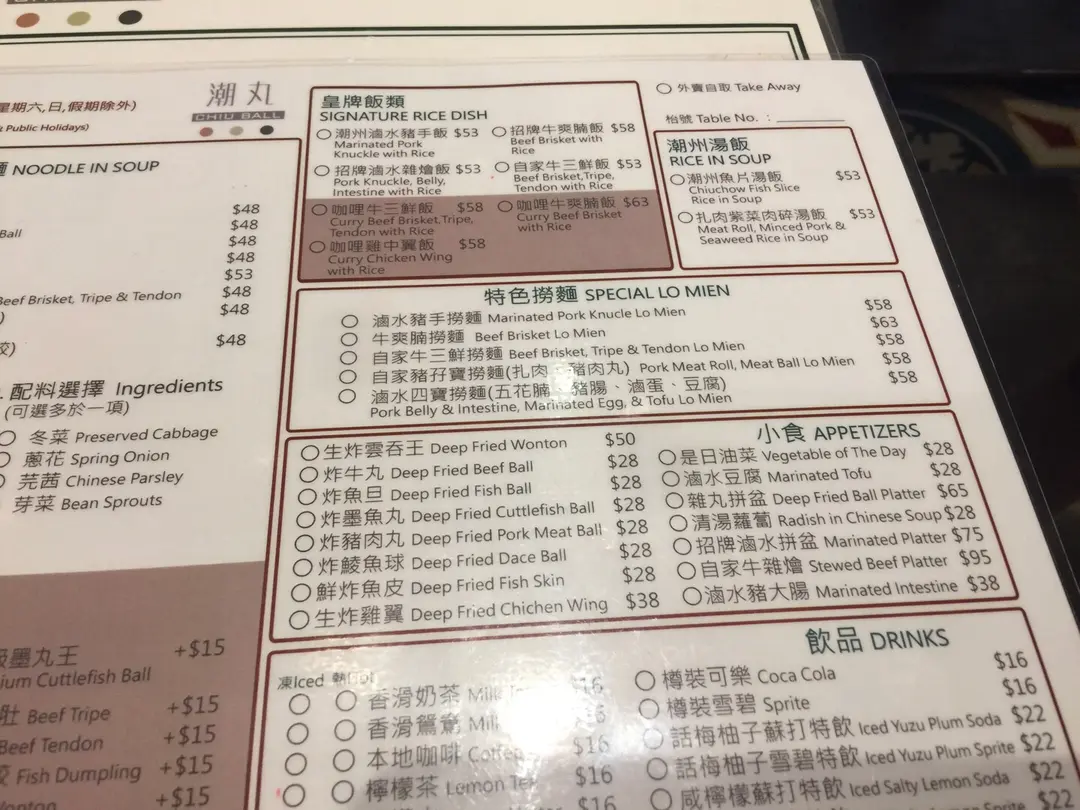 星期六,日,假期除外)
Public Holidays)
潮丸
CHIU BALL
NOODLE IN SOUP
$48
$48
Ball
$48
$48
$53
Beef Brisket, Tripe & Tendon $48
$48
$48
配料選擇 Ingredients
(可選多於一項)
冬菜 Preserved Cabbage
蔥花 Spring Onion
芫茜 Chinese Parsley
芽菜 Bean Sprouts
墨丸王 +$15
Cuttlefish Ball
Beef Tripe +$15
Beef Tendon +$15
Fish Dumpling +$15
+$15
皇牌飯類
SIGNATURE RICE DISH
潮州滷水豬手飯 $53
Marinated Pork
Knuckle with Rice
招牌滷水雜燴飯 $53
Pork Knuckle, Belly,
Intestine with Rice
咖哩牛三鮮飯 $58
Curry Beef Brisket,Tripe,
Tendon with Rice
咖哩雞中翼飯 $58
Curry Chicken Wing
with Rice
招牌牛爽腩飯 $58
Beef Brisket with
Rice
自家牛三鮮飯 $53
Beef Brisket,Tripe,
Tendon with Rice
咖哩牛爽腩飯 $63
Curry Beef Brisket
with Rice
外賣自取 Take Away
枱號 Table No. :
潮州湯飯
RICE IN SOUP
潮州魚片湯飯 $53
Chiuchow Fish Slice
Rice in Soup
扎肉紫菜肉碎湯飯 $53
Meat Roll, Minced Pork &
Seaweed Rice in Soup
特色撈麵 SPECIAL LO MIEN
滷水豬手撈麵 Marinated Pork Knucle Lo Mien $58
牛爽腩撈麵 Beef Brisket Lo Mien $63
自家牛三鮮撈麵 Beef Brisket, Tripe & Tendon Lo Mien $58
自家豬孖寶撈麵(扎肉、豬肉丸) Pork Meat Roll, Meat Ball Lo Mien $58
滷水四寶撈麵(五花腩、豬腸、滷蛋、豆腐) $58
Pork Belly & Intestine, Marinated Egg, & Tofu Lo Mien
小食 APPETIZERS
生炸雲吞王 Deep Fried Wonton $50
炸牛丸 Deep Fried Beef Ball $28
炸魚旦 Deep Fried Fish Ball $28
炸墨魚丸 Deep Fried Cuttlefish Ball $28
炸豬肉丸 Deep Fried Pork Meat Ball $28
炸鯪魚球 Deep Fried Dace Ball $28
鮮炸魚皮 Deep Fried Fish Skin $28
生炸雞翼 Deep Fried Chichen Wing $38
是日油菜 Vegetable of The Day $28
滷水豆腐 Marinated Tofu $28
雜丸拼盆 Deep Fried Ball Platter $65
清湯蘿蔔 Radish in Chinese Soup $28
招牌滷水拼盆 Marinated Platter $75
自家牛雜燴 Stewed Beef Platter $95
滷水豬大腸 Marinated Intestine $38
飲品 DRINKS
凍Iced 熱Hot
香滑奶茶 Milk $16
香滑鴛鴦 $16
本地咖啡 Coffee $16
檸檬茶 Lemon Tea $16
$16
樽裝可樂 Coca Cola $16
樽裝雪碧 Sprite $16
話梅柚子蘇打特飲 Iced Yuzu Plum Soda $22
話梅柚子雪碧特飲 Iced Yuzu Plum Sprite $22
咸檸檬蘇打特飲 Iced Salty Lemon Soda $22
$22